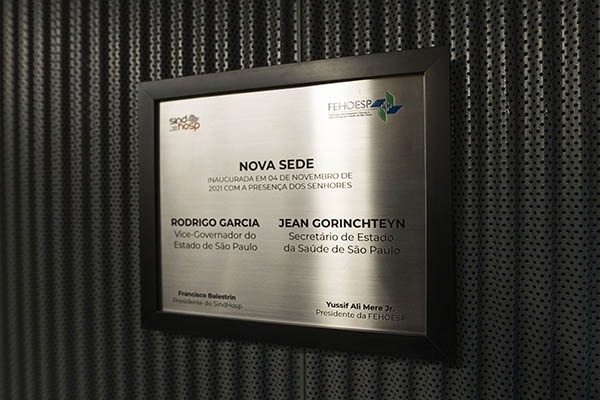 sind
hosp
FEHOESP
NOVA SEDE
INAUGURADA EM 04 DE NOVEMBRO DE
2021 COM A PRESENÇA DOS SENHORES
RODRIGO GARCIA
Vice-Governador do
Estado de São Paulo
JEAN GORINCHTEYN
Secretário de Estado
da Saúde de São Paulo
Francisco Balestrin
Presidente do SindHosp
Yussif Ali Mere Jr.
Presidente da FEHOESP